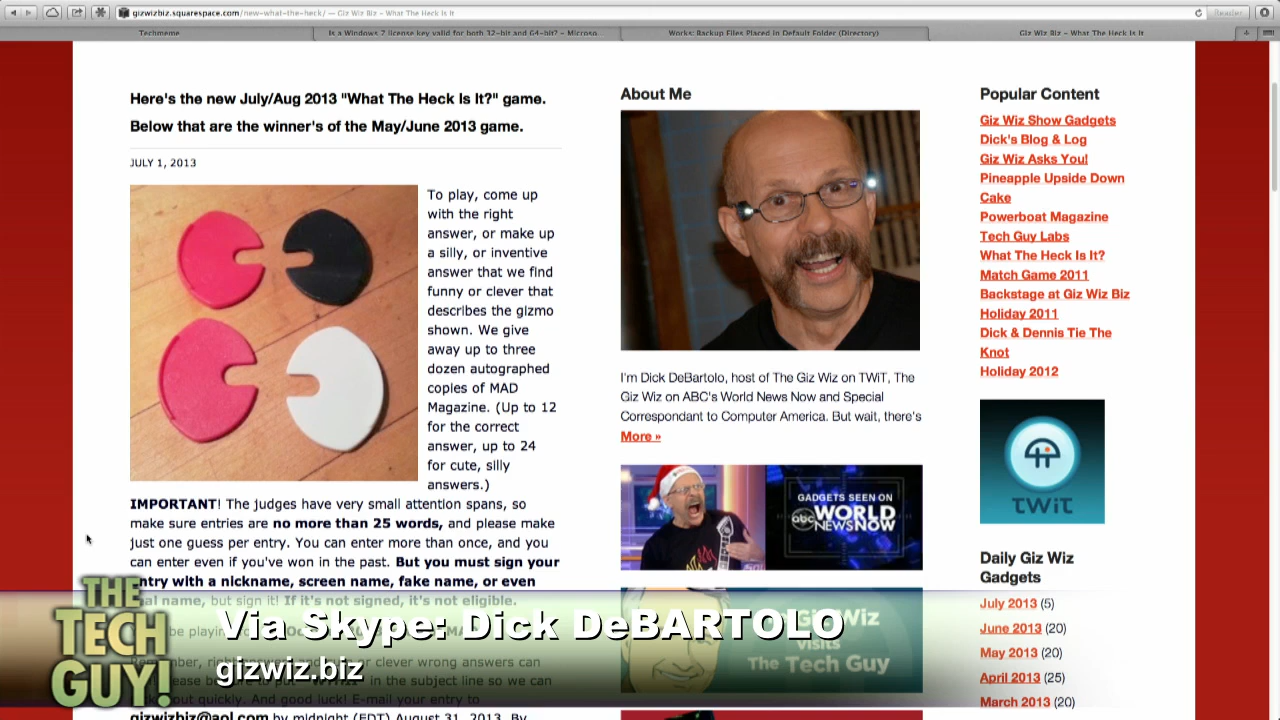 gizwizbiz.squarespace.com/new-what-the-heck/ — Giz Wiz Biz – What The Heck Is It
Reader
Techmeme
Is a Windows 7 license key valid for both 32-bit and 64-bit? – Microso...
Works: Backup Files Placed in Default Folder (Directory)
Giz Wiz Biz – What The Heck Is It
Here's the new July/Aug 2013 "What The Heck Is It?" game.
Below that are the winner's of the May/June 2013 game.
JULY 1, 2013
To play, come up
with the right
answer, or make up
a silly, or inventive
answer that we find
funny or clever that
describes the gizmo
shown. We give
away up to three
dozen autographed
copies of MAD
Magazine. (Up to 12
for the correct
answer, up to 24
for cute, silly
answers.)
IMPORTANT! The judges have very small attention spans, so
make sure entries are no more than 25 words, and please make
just one guess per entry. You can enter more than once, and you
can enter even if you've won in the past. But you must sign your
entry with a nickname, screen name, fake name, or even
real name, but sign it! If it's not signed, it's not eligible.
be playing
clever wrong answers can
in the subject line so we can
out quickly. And good luck! E-mail your entry to
gizwizbiz@aol.com by midnight (EDT) August 31, 2013. By
About Me
I'm Dick DeBartolo, host of The Giz Wiz on TWiT, The
Giz Wiz on ABC's World News Now and Special
Correspondant to Computer America. But wait, there's
More »
GADGETS SEEN ON
abc WORLD
NEWS NOW
Giz Wiz
visits
The Tech Guy
Popular Content
Giz Wiz Show Gadgets
Dick's Blog & Log
Giz Wiz Asks You!
Pineapple Upside Down
Cake
Powerboat Magazine
Tech Guy Labs
What The Heck Is It?
Match Game 2011
Backstage at Giz Wiz Biz
Holiday 2011
Dick & Dennis Tie The
Knot
Holiday 2012
TWiT
Daily Giz Wiz
Gadgets
July 2013 (5)
June 2013 (20)
May 2013 (20)
April 2013 (25)
March 2013 (20)
THE
TECH
GUY!
Via Skype: Dick DeBARTOLO
gizwiz.biz